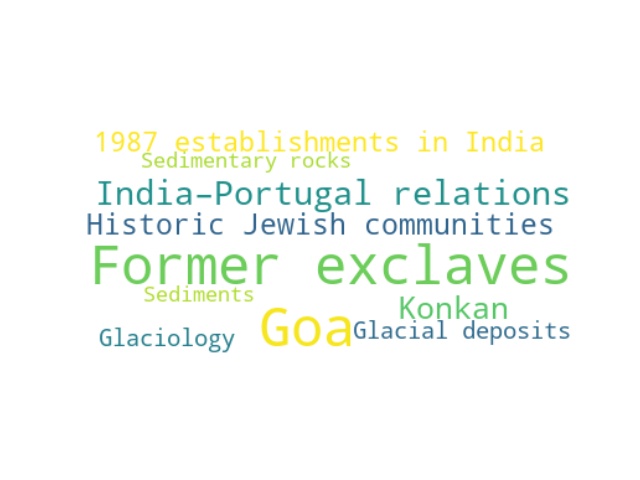 1987 establishments in India
Sedimentary rocks
India–Portugal relations
Historic Jewish communities
Former exclaves
Sediments
Konkan
Goa
Glacial deposits
Glaciology